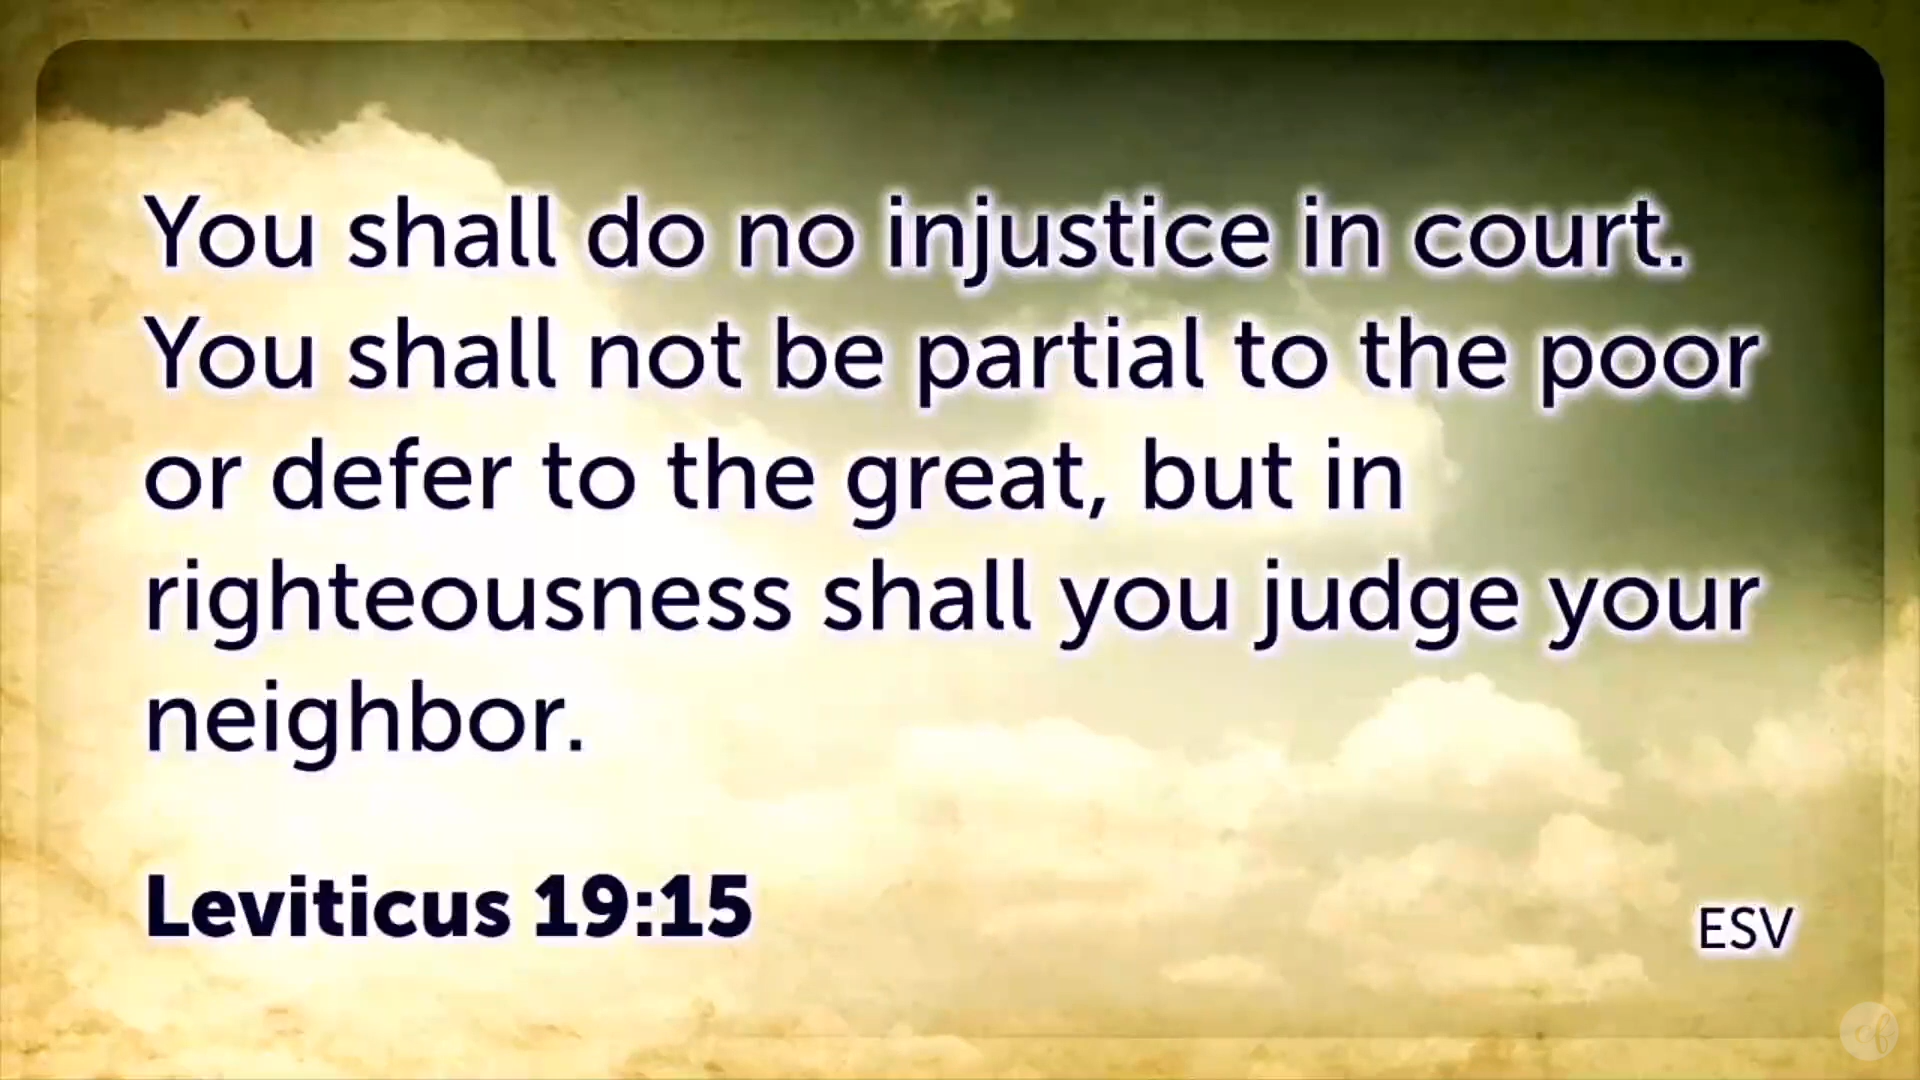 You shall do no injustice in court.
You shall not be partial to the poor
or defer to the great, but in
righteousness shall you judge your
neighbor.
Leviticus 19:15
ESV